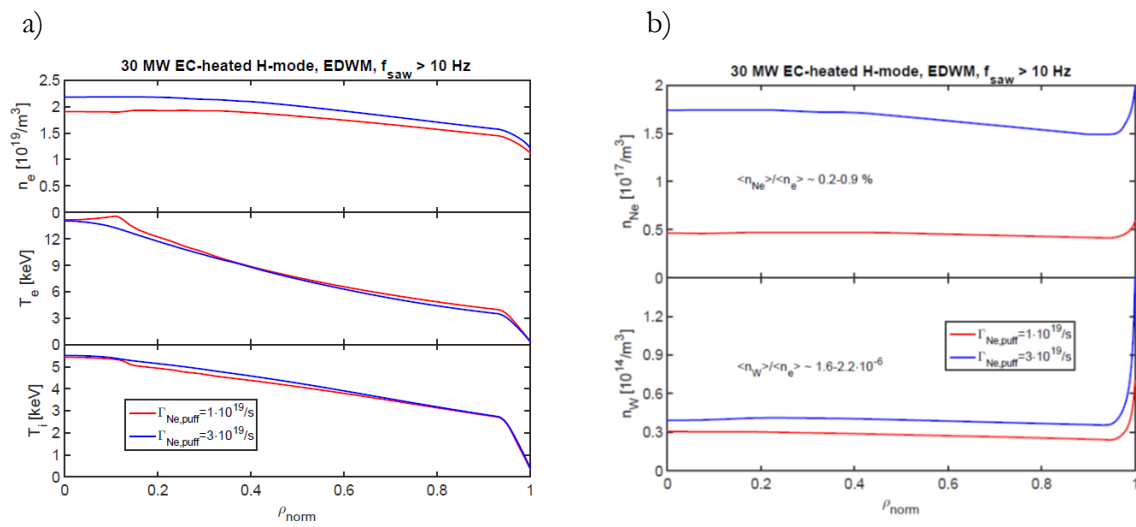 a)
30 MW EC-heated H-mode, EDWM, f_saw > 10 Hz
n_e [10^19/m^3]
2.5
2
1.5
1
0.5
0
T_e [keV]
12
9
6
3
0
T_i [keV]
5
4
3
2
1
0
Γ_Ne,puff=1·10^19/s
Γ_Ne,puff=3·10^19/s
0 0.2 0.4 0.6 0.8 1
ρ_norm
b)
30 MW EC-heated H-mode, EDWM, f_saw > 10 Hz
n_Ne [10^17/m^3]
2
1.5
1
0.5
0
<n_Ne>/<n_e> ~ 0.2-0.9 %
n_W [10^14/m^3]
1.2
0.9
0.6
0.3
0
Γ_Ne,puff=1·10^19/s
Γ_Ne,puff=3·10^19/s
<n_W>/<n_e> ~ 1.6-2.2·10^-6
0 0.2 0.4 0.6 0.8 1
ρ_norm